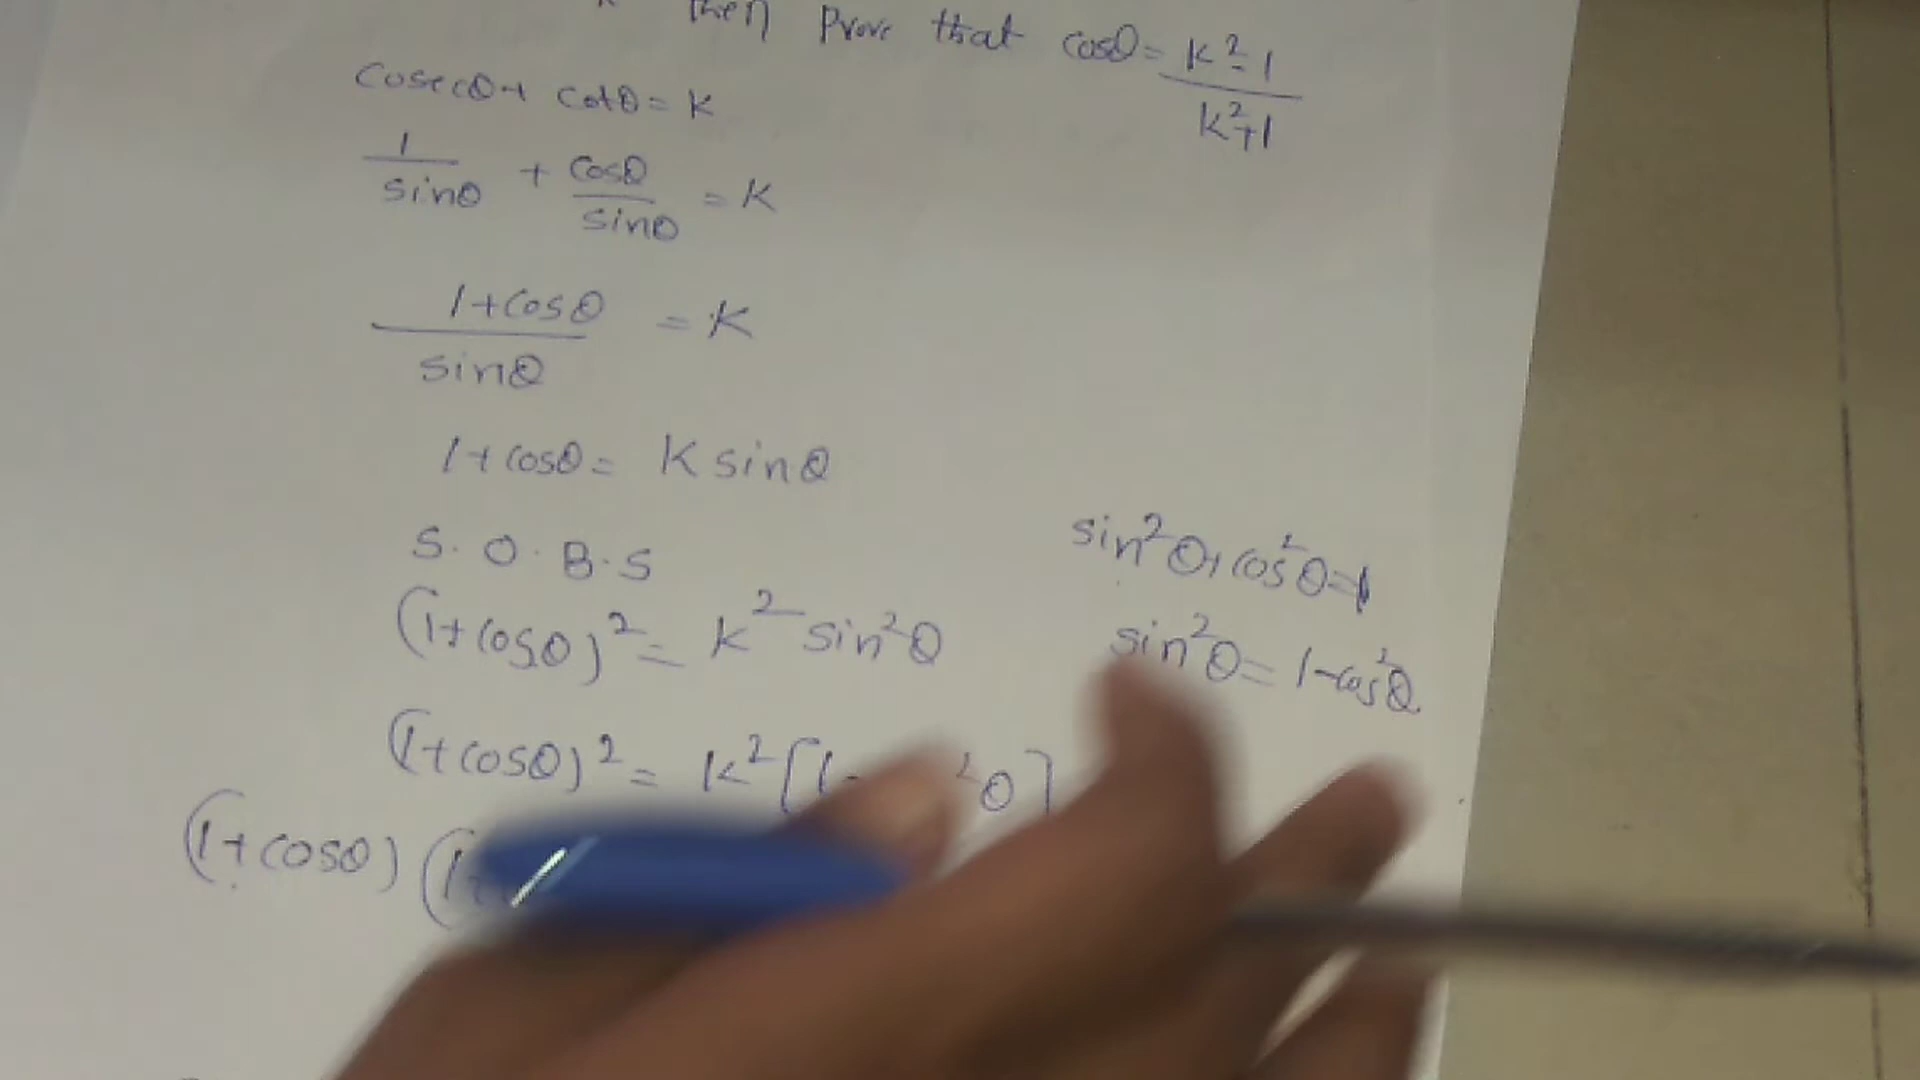 then Prove that cosθ = k²-1
k²+1
Cosecθ + Cotθ = K
1/sinθ + cosθ/sinθ = K
1+cosθ/sinθ = K
1+cosθ = K sinθ
S.O.B.S
sin²θ+cos²θ=1
(1+cosθ)² = k² sin²θ
sin²θ = 1-cos²θ
(1+cosθ)² = k²[1- ²θ]
(1+cosθ)(1+